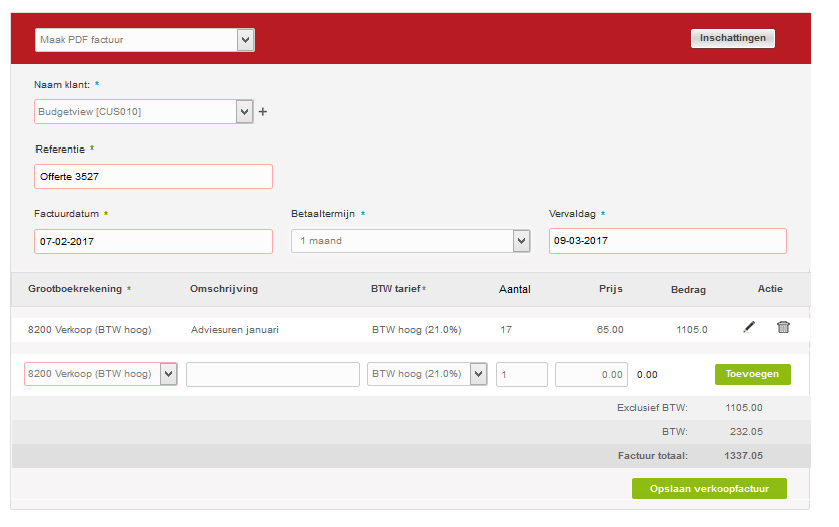 Maak PDF factuur Inschattingen
Naam klant: *
Budgetview [CUS010] +
Referentie *
Offerte 3527
Factuurdatum * Betaaltermijn * Vervaldag *
07-02-2017 1 maand 09-03-2017
Grootboekrekening * Omschrijving BTW tarief* Aantal Prijs Bedrag Actie
8200 Verkoop (BTW hoog) Adviesuren januari BTW hoog (21.0%) 17 65.00 1105.0
8200 Verkoop (BTW hoog) BTW hoog (21.0%) 1 0.00 0.00 Toevoegen
Exclusief BTW: 1105.00
BTW: 232.05
Factuur totaal: 1337.05
Opslaan verkoopfactuur